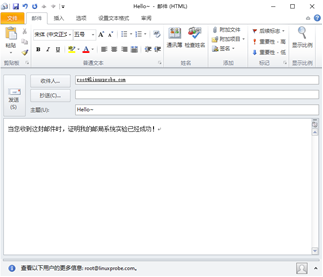 Hello~ - 邮件 (HTML)
文件 邮件 插入 选项 设置文本格式 审阅
粘贴 宋体 (中文正文) 五号 通讯簿 检查姓名 附加文件 附加项目 签名 后续标志 重要性 - 高 重要性 - 低 显示比例
剪贴板 普通文本 姓名 添加 标记 显示比例
发送(S)
收件人... root@linuxprobe.com
抄送(C)...
主题(U): Hello~
当您收到这封邮件时，证明我的邮局系统实验已经成功！
查看以下用户的更多信息: root@linuxprobe.com。